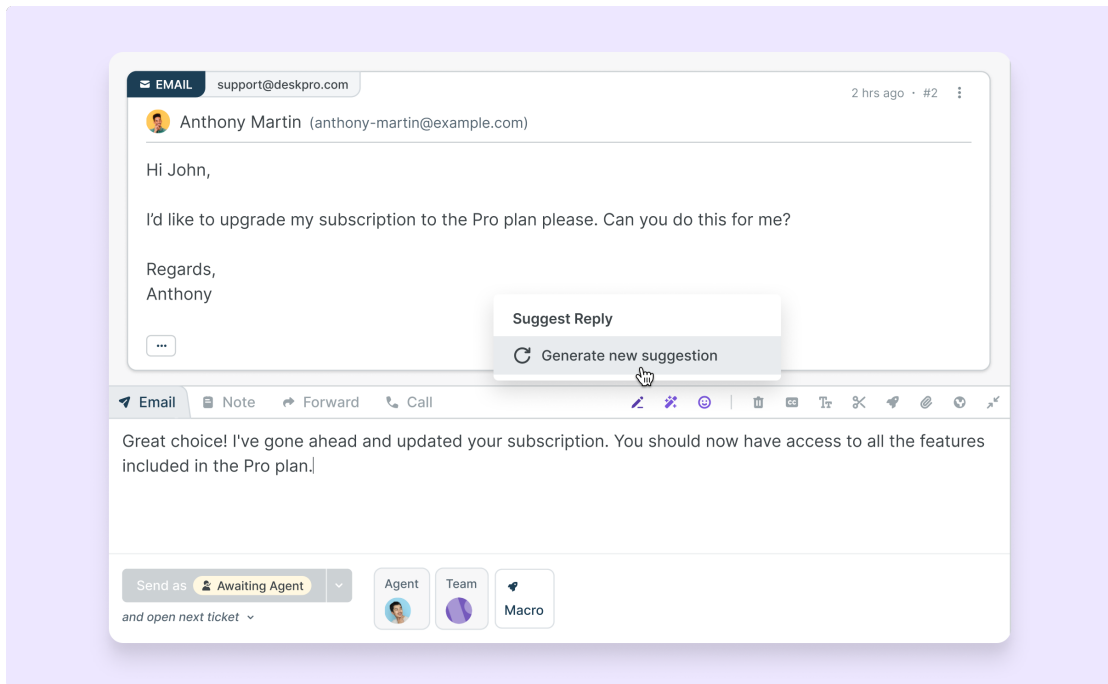 EMAIL support@deskpro.com
2 hrs ago · #2
Anthony Martin (anthony-martin@example.com)
Hi John,
I'd like to upgrade my subscription to the Pro plan please. Can you do this for me?
Regards,
Anthony
...
Suggest Reply
Generate new suggestion
Email Note Forward Call
CC Tт
Great choice! I've gone ahead and updated your subscription. You should now have access to all the features
included in the Pro plan.
Send as Awaiting Agent
and open next ticket
Agent
Team
Macro